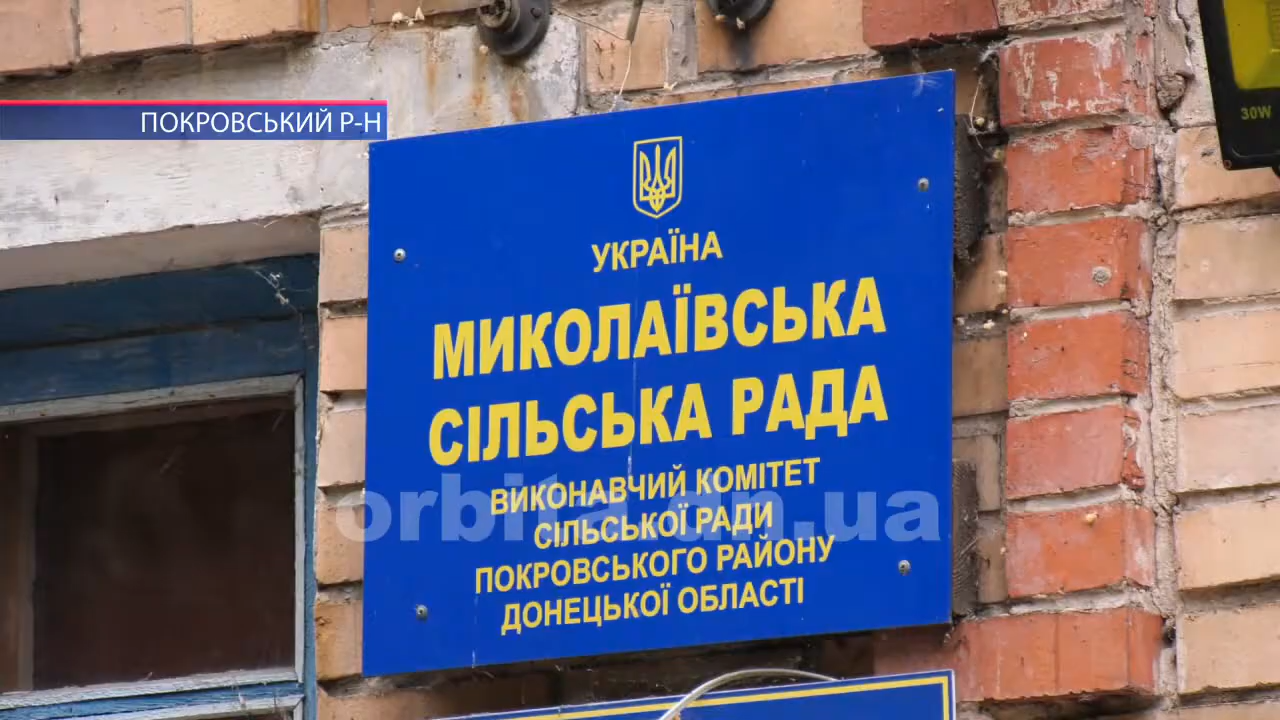 ПОКРОВСЬКИЙ Р-Н
30W
УКРАЇНА
МИКОЛАЇВСЬКА
СІЛЬСЬКА РАДА
ВИКОНАВЧИЙ КОМІТЕТ
СІЛЬСЬКОЇ РАДИ
ПОКРОВСЬКОГО РАЙОНУ
ДОНЕЦЬКОЇ ОБЛАСТІ
orbita.dn.ua